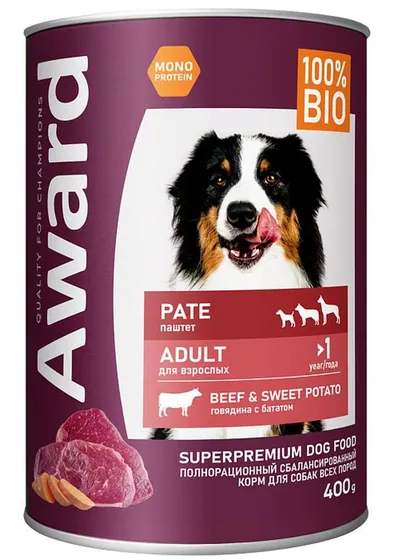 Award
QUALITY FOR CHAMPIONS
MONO
PROTEIN
100%
BIO
PATE
паштет
ADULT
для взрослых
>1
year/года
BEEF & SWEET POTATO
говядина с бататом
SUPERPREMIUM DOG FOOD
ПОЛНОРАЦИОННЫЙ СБАЛАНСИРОВАННЫЙ
КОРМ ДЛЯ СОБАК ВСЕХ ПОРОД
400g